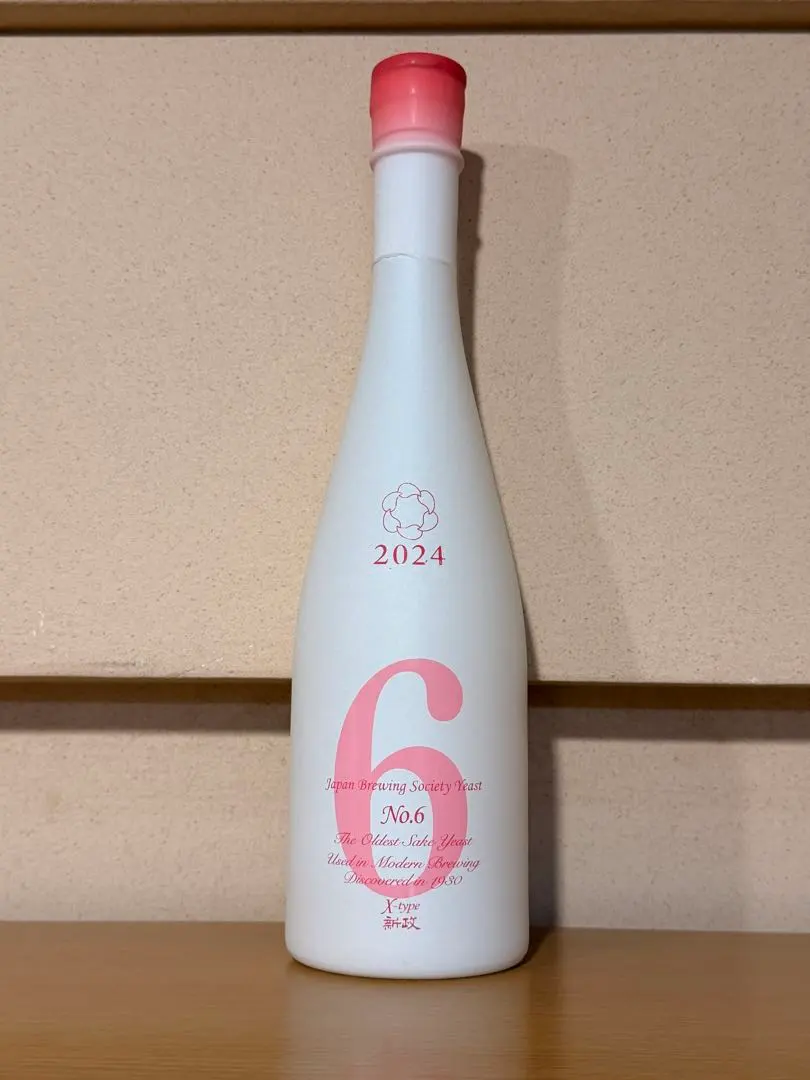 2024
6
Japan Brewing Society Yeast
No.6
The Oldest Sake Yeast
Used in Modern Brewing
Discovered in 1930
X-type
新政